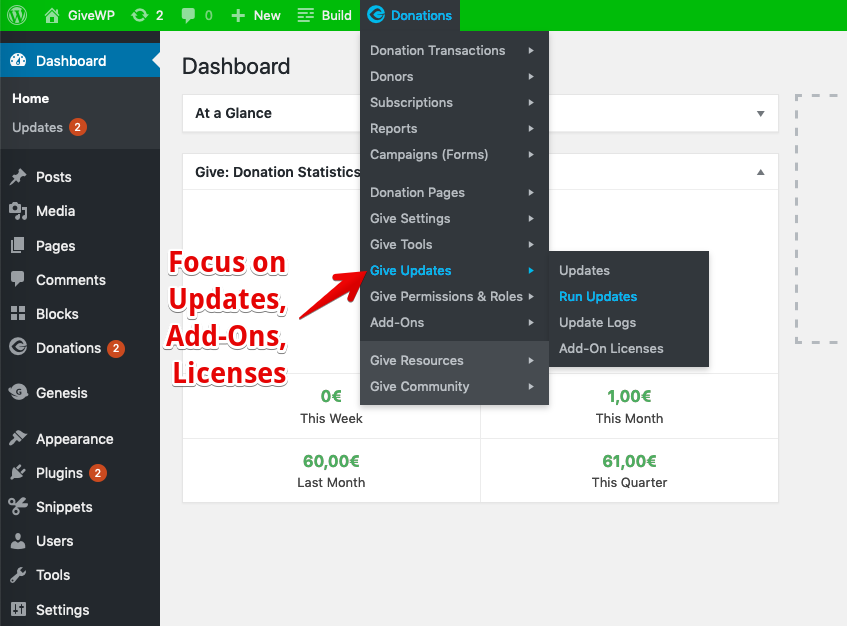 GiveWP 2 0 New Build Donations
Dashboard
Home
Updates 2
Posts
Media
Pages
Comments
Blocks
Donations 2
Genesis
Appearance
Plugins 2
Snippets
Users
Tools
Settings
Dashboard
At a Glance
Give: Donation Statistics
Donation Transactions
Donors
Subscriptions
Reports
Campaigns (Forms)
Donation Pages
Give Settings
Give Tools
Give Updates
Give Permissions & Roles
Add-Ons
Give Resources
Give Community
Updates
Run Updates
Update Logs
Add-On Licenses
Focus on
Updates,
Add-Ons,
Licenses
0€
This Week
1,00€
This Month
60,00€
Last Month
61,00€
This Quarter